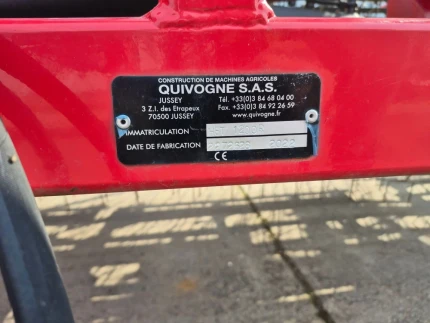 CONSTRUCTION DE MACHINES AGRICOLES
QUIVOGNE S.A.S.
JUSSEY
3 Z.I. des Etrapeux
70500 JUSSEY
Tél. +33(0)3 84 68 04 00
Fax. +33(0)3 84 92 26 59
www.quivogne.fr
IMMATRICULATION
DATE DE FABRICATION
CE